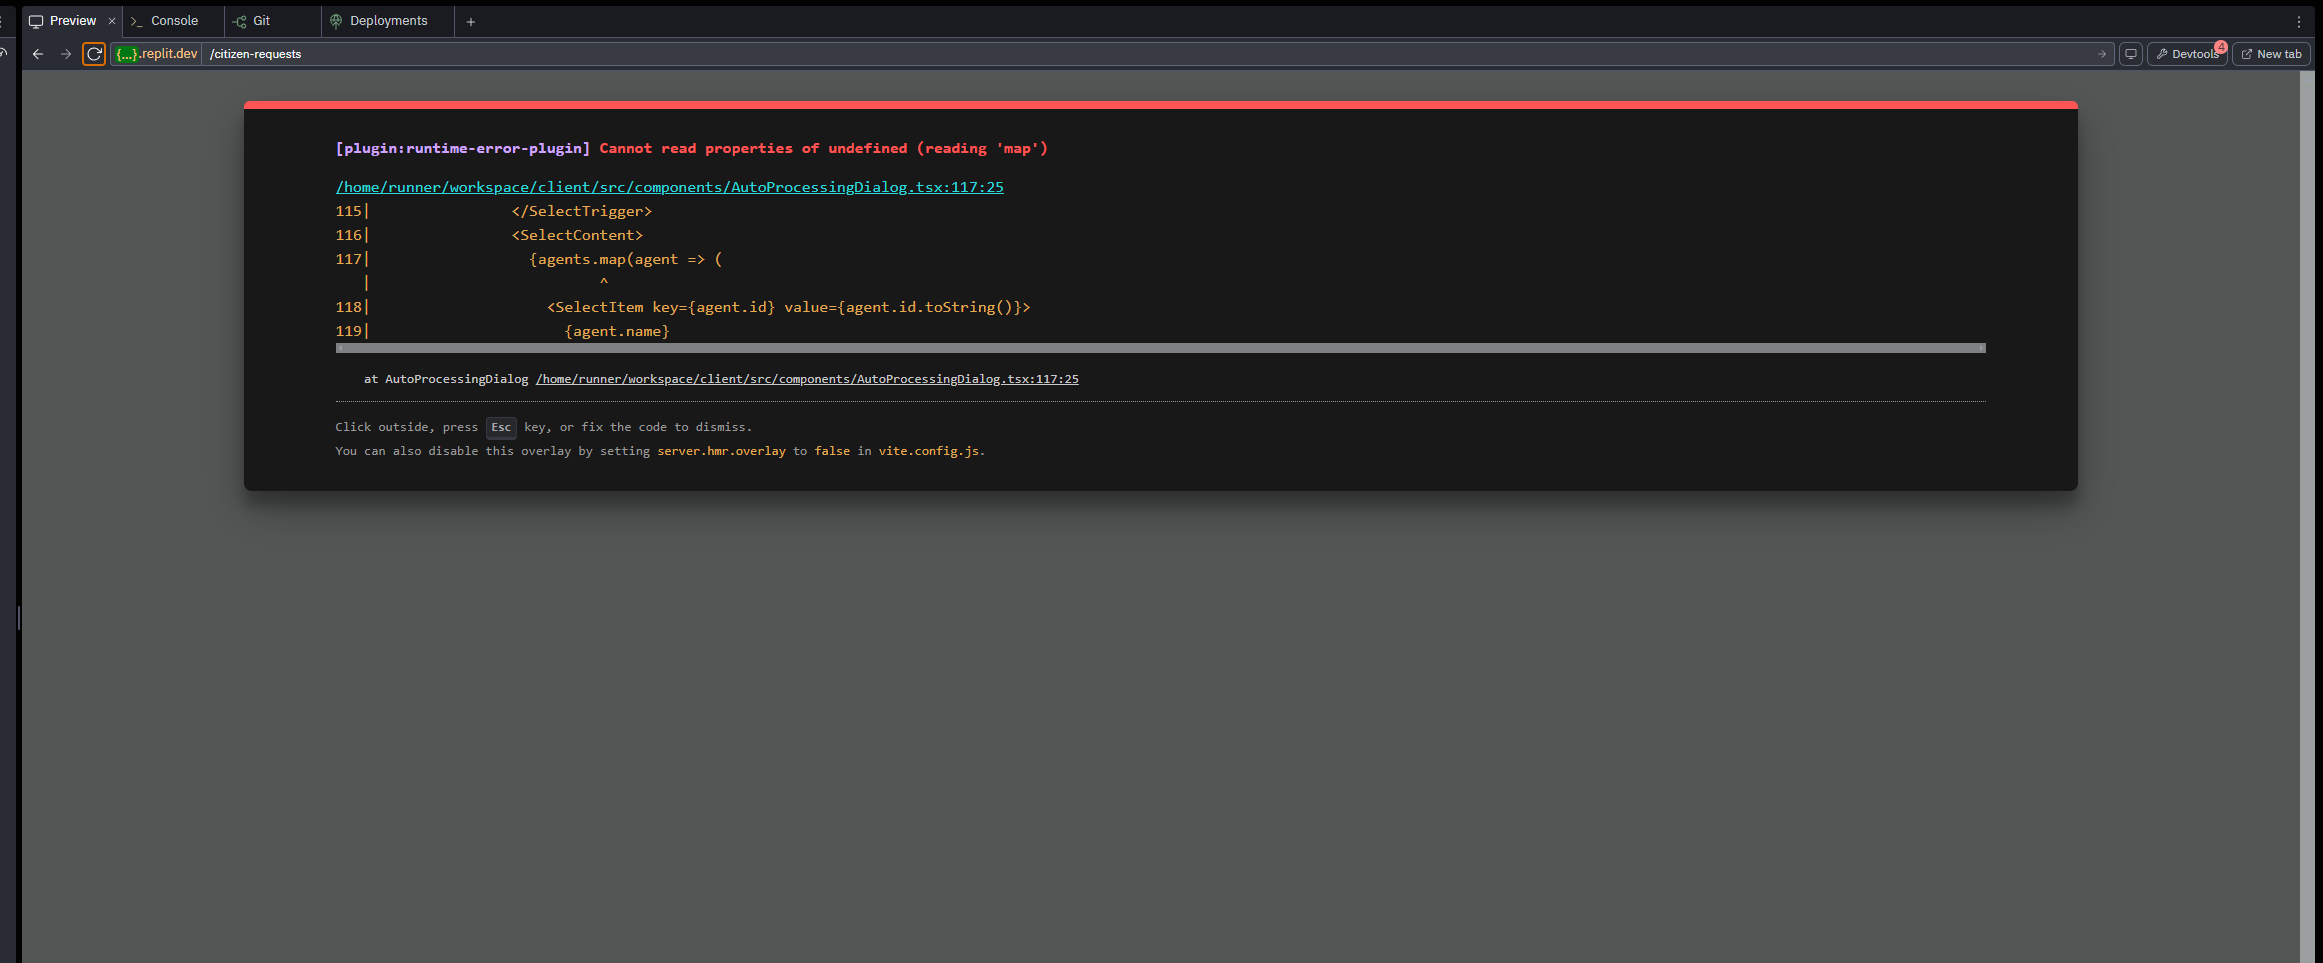 Preview × >_ Console Git Deployments +
{...}.replit.dev /citizen-requests Devtools 4 New tab
[plugin:runtime-error-plugin] Cannot read properties of undefined (reading 'map')
/home/runner/workspace/client/src/components/AutoProcessingDialog.tsx:117:25
115|                </SelectTrigger>
116|                <SelectContent>
117|                  {agents.map(agent => (
   |                          ^
118|                    <SelectItem key={agent.id} value={agent.id.toString()}>
119|                      {agent.name}
at AutoProcessingDialog /home/runner/workspace/client/src/components/AutoProcessingDialog.tsx:117:25
Click outside, press Esc key, or fix the code to dismiss.
You can also disable this overlay by setting server.hmr.overlay to false in vite.config.js.